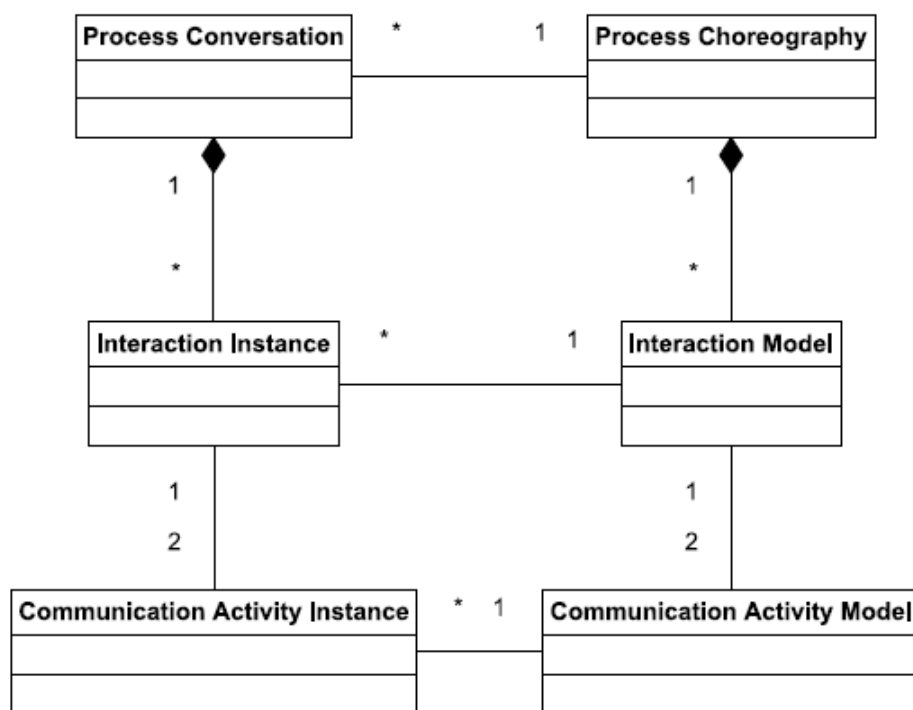 Process Conversation * 1 Process Choreography
1 1
* *
Interaction Instance * 1 Interaction Model
1 1
2 2
Communication Activity Instance * 1 Communication Activity Model